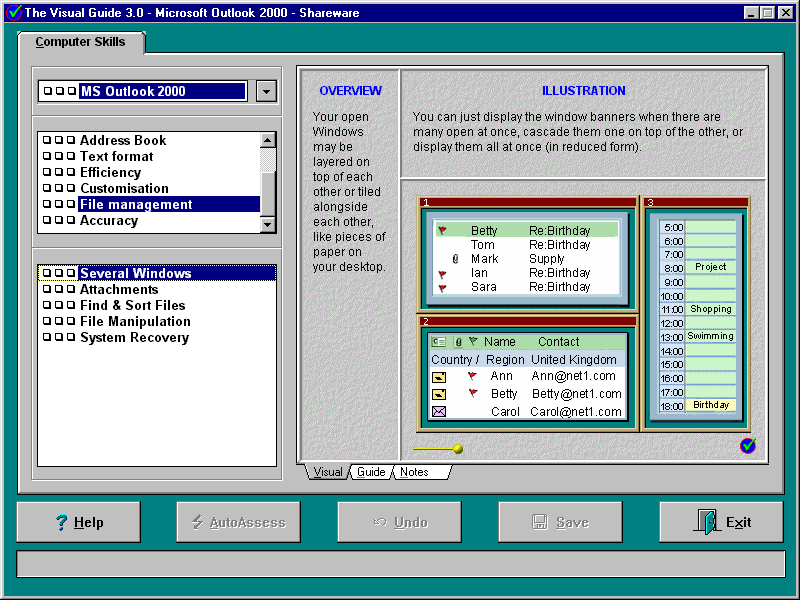 The Visual Guide 3.0 - Microsoft Outlook 2000 - Shareware
Computer Skills
MS Outlook 2000
Address Book
Text format
Efficiency
Customisation
File management
Accuracy
Several Windows
Attachments
Find & Sort Files
File Manipulation
System Recovery
OVERVIEW
Your open
Windows
may be
layered on
top of each
other or tiled
alongside
each other,
like pieces of
paper on
your desktop.
ILLUSTRATION
You can just display the window banners when there are
many open at once, cascade them one on top of the other, or
display them all at once (in reduced form).
1
Betty Re:Birthday
Tom Re:Birthday
Mark Supply
Ian Re:Birthday
Sara Re:Birthday
2
Name Contact
Country / Region United Kingdom
Ann Ann@net1.com
Betty Betty@net1.com
Carol Carol@net1.com
3
5:00
6:00
7:00
8:00 Project
9:00
10:00
11:00 Shopping
12:00
13:00 Swimming
14:00
15:00
16:00
17:00
18:00 Birthday
Visual Guide Notes
? Help AutoAssess Undo Save Exit